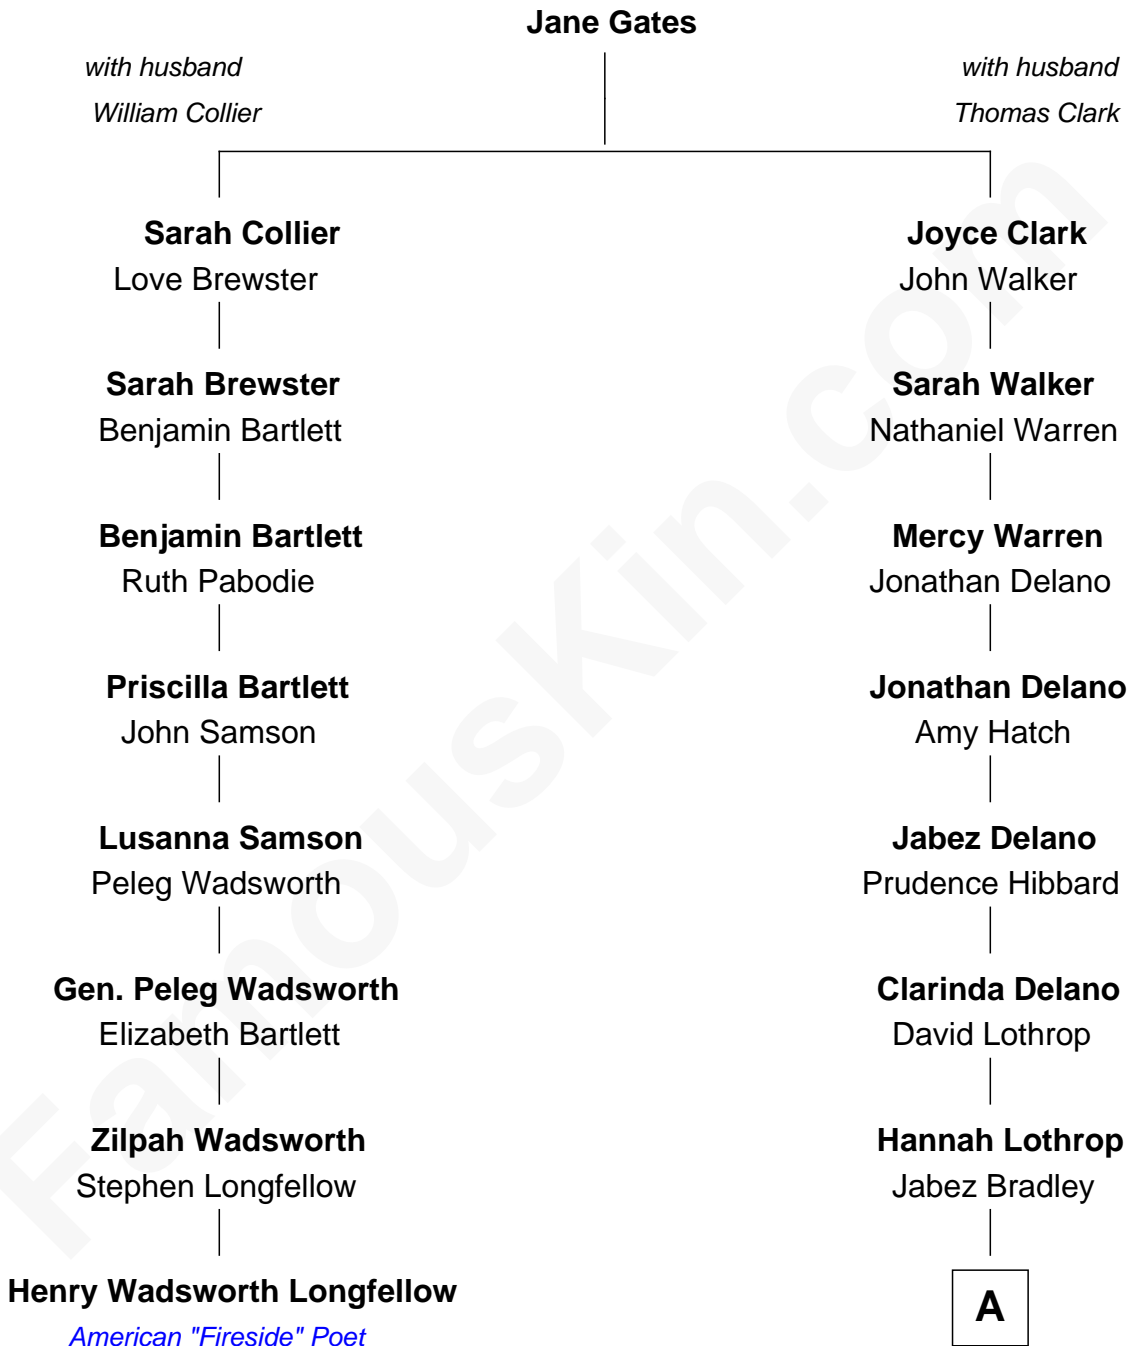 Jane Gates
with husband
William Collier
with husband
Thomas Clark
Sarah Collier
Love Brewster
Joyce Clark
John Walker
Sarah Brewster
Benjamin Bartlett
Sarah Walker
Nathaniel Warren
Benjamin Bartlett
Ruth Pabodie
Mercy Warren
Jonathan Delano
Priscilla Bartlett
John Samson
Jonathan Delano
Amy Hatch
Lusanna Samson
Peleg Wadsworth
Jabez Delano
Prudence Hibbard
Gen. Peleg Wadsworth
Elizabeth Bartlett
Clarinda Delano
David Lothrop
Zilpah Wadsworth
Stephen Longfellow
Hannah Lothrop
Jabez Bradley
Henry Wadsworth Longfellow
American "Fireside" Poet
A
FamousKin.com